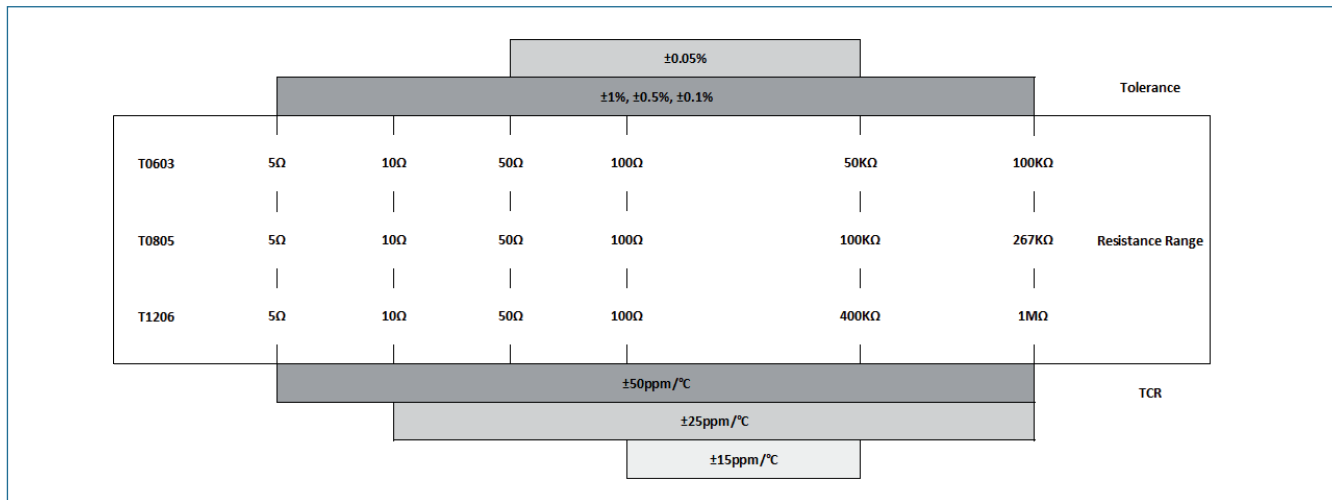 ±0.05%
±1%, ±0.5%, ±0.1%
Tolerance
T0603 5Ω 10Ω 50Ω 100Ω 50KΩ 100KΩ
T0805 5Ω 10Ω 50Ω 100Ω 100KΩ 267KΩ Resistance Range
T1206 5Ω 10Ω 50Ω 100Ω 400KΩ 1MΩ
±50ppm/°C
TCR
±25ppm/°C
±15ppm/°C